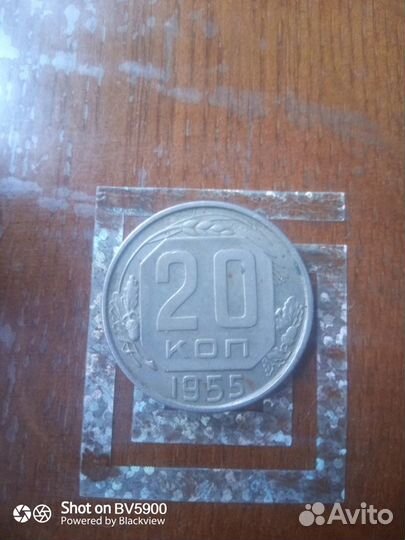 20
КОП
1955
Shot on BV5900
Powered by Blackview
Avito